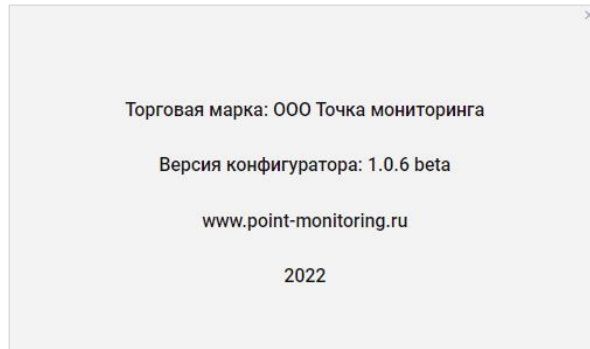 Торговая марка: ООО Точка мониторинга
Версия конфигуратора: 1.0.6 beta
www.point-monitoring.ru
2022